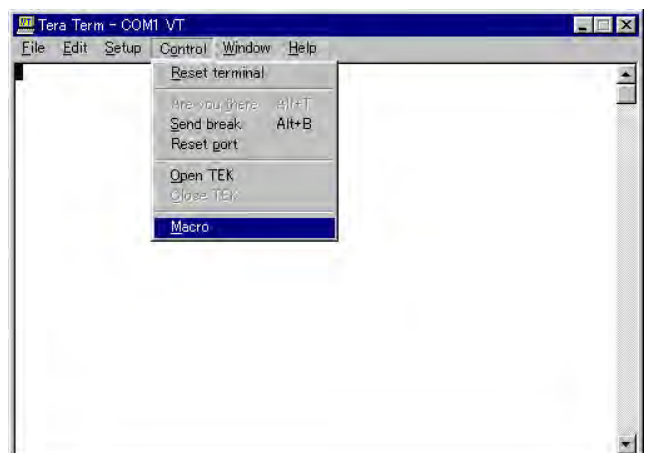 Tera Term - COM1 VT
File Edit Setup Control Window Help
Reset terminal
Are you there Alt+T
Send break Alt+B
Reset port
Open TEK
Close TEK
Macro